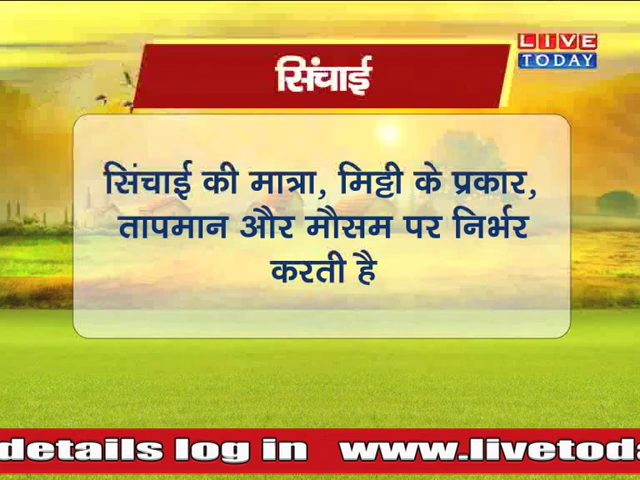 LIVE
TODAY
सिंचाई
सिंचाई की मात्रा, मिट्टी के प्रकार,
तापमान और मौसम पर निर्भर
करती है
details log in www.livetoda